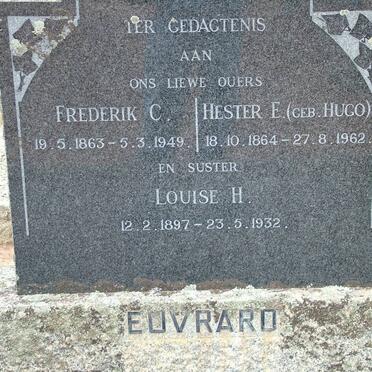 TER GEDAGTENIS
AAN
ONS LIEWE OUERS
FREDERIK C. HESTER E. (GEB. HUGO)
19.5.1863 - 5.3.1949. 18.10.1864 - 27.8.1962.
EN SUSTER
LOUISE H.
12.2.1897 - 23.5.1932.
EUVRARD